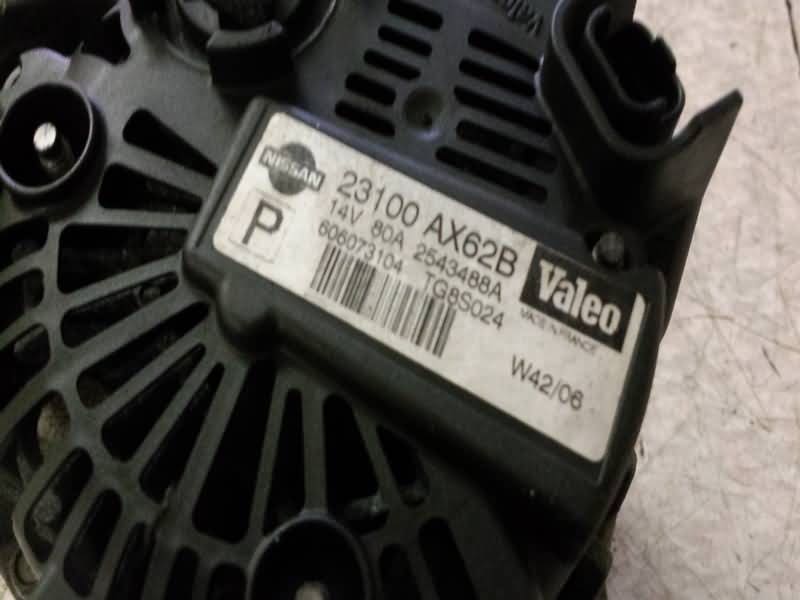 NISSAN
23100 AX62B
P
14V 80A 2543488A
606073104 TG8S024
Valeo
MADE IN FRANCE
W42/06